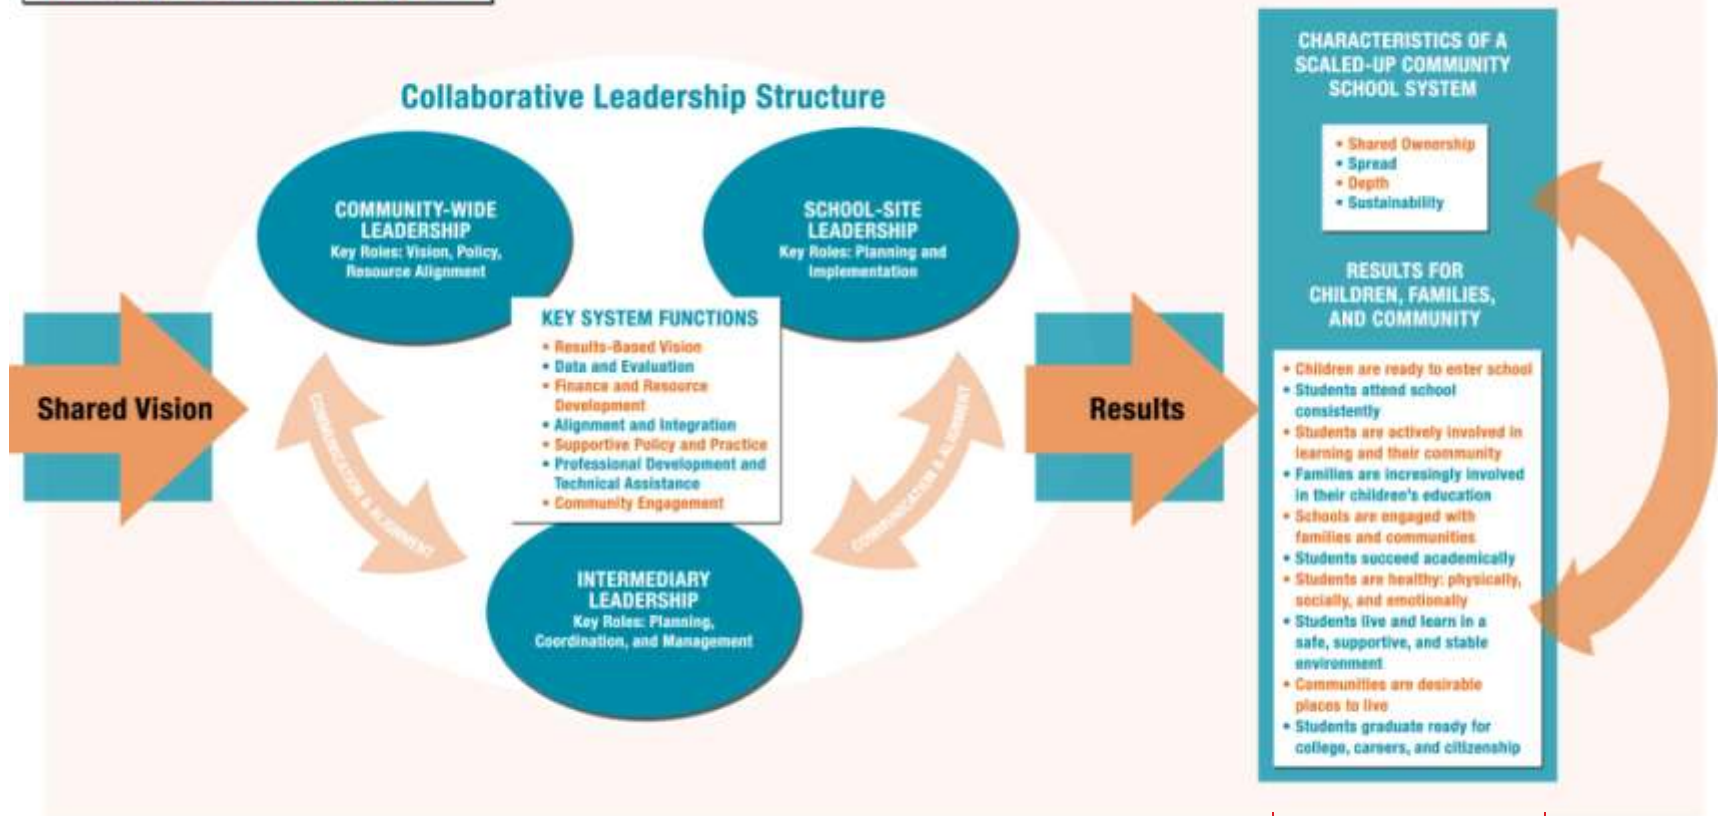 Collaborative Leadership Structure
COMMUNITY-WIDE
LEADERSHIP
Key Roles: Vision, Policy,
Resource Alignment
SCHOOL-SITE
LEADERSHIP
Key Roles: Planning and
Implementation
Shared Vision
KEY SYSTEM FUNCTIONS
• Results-Based Vision
• Data and Evaluation
• Finance and Resource
Development
• Alignment and Integration
• Supportive Policy and Practice
• Professional Development and
Technical Assistance
• Community Engagement
COMMUNICATION & ALIGNMENT
COMMUNICATION & ALIGNMENT
INTERMEDIARY
LEADERSHIP
Key Roles: Planning,
Coordination, and Management
Results
CHARACTERISTICS OF A
SCALED-UP COMMUNITY
SCHOOL SYSTEM
• Shared Ownership
• Spread
• Depth
• Sustainability
RESULTS FOR
CHILDREN, FAMILIES,
AND COMMUNITY
• Children are ready to enter school
• Students attend school
consistently
• Students are actively involved in
learning and their community
• Families are incresingly involved
in their children's education
• Schools are engaged with
families and communities
• Students succeed academically
• Students are healthy: physically,
socially, and emotionally
• Students live and learn in a
safe, supportive, and stable
environment
• Communities are desirable
places to live
• Students graduate ready for
college, careers, and citizenship